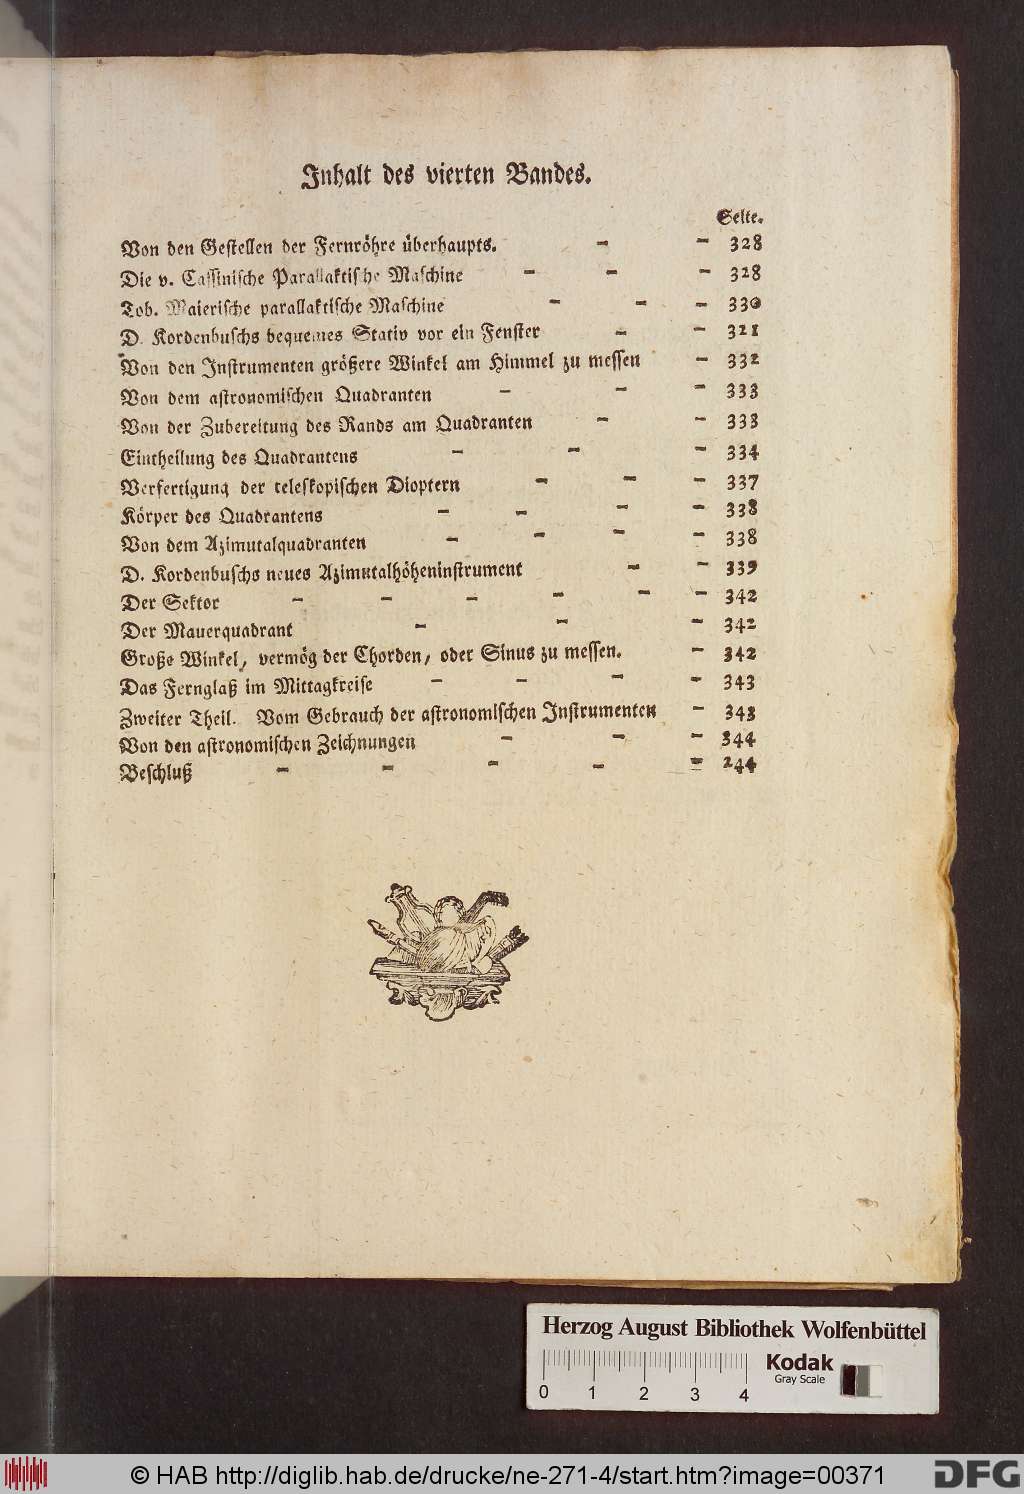 Inhalt des vierten Bandes.
Seite.
Von den Gestellen der Fernröhre überhaupts. - - 328
Die v. Cassinische Parallaktische Maschine - - - 328
Tob. Maierische parallaktische Maschine - - - 330
D. Kordenbuschs bequemes Stativ vor ein Fenster - - 321
Von den Instrumenten größere Winkel am Himmel zu messen - 332
Von dem astronomischen Quadranten - - - 333
Von der Zubereitung des Rands am Quadranten - - 333
Eintheilung des Quadrantens - - - 334
Verfertigung der teleskopischen Dioptern - - - 337
Körper des Quadrantens - - - - 338
Von dem Azimutalquadranten - - - - 338
D. Kordenbuschs neues Azimutalhöheninstrument - - 339
Der Sektor - - - - - - 342
Der Mauerquadrant - - - 342
Große Winkel, vermög der Chorden, oder Sinus zu messen. - 342
Das Fernglaß im Mittagkreise - - - - 343
Zweiter Theil. Vom Gebrauch der astronomischen Instrumenten - 343
Von den astronomischen Zeichnungen - - - 344
Beschluß - - - - - 244
Herzog August Bibliothek Wolfenbüttel
Kodak
Gray Scale
0 1 2 3 4
© HAB http://diglib.hab.de/drucke/ne-271-4/start.htm?image=00371
DFG